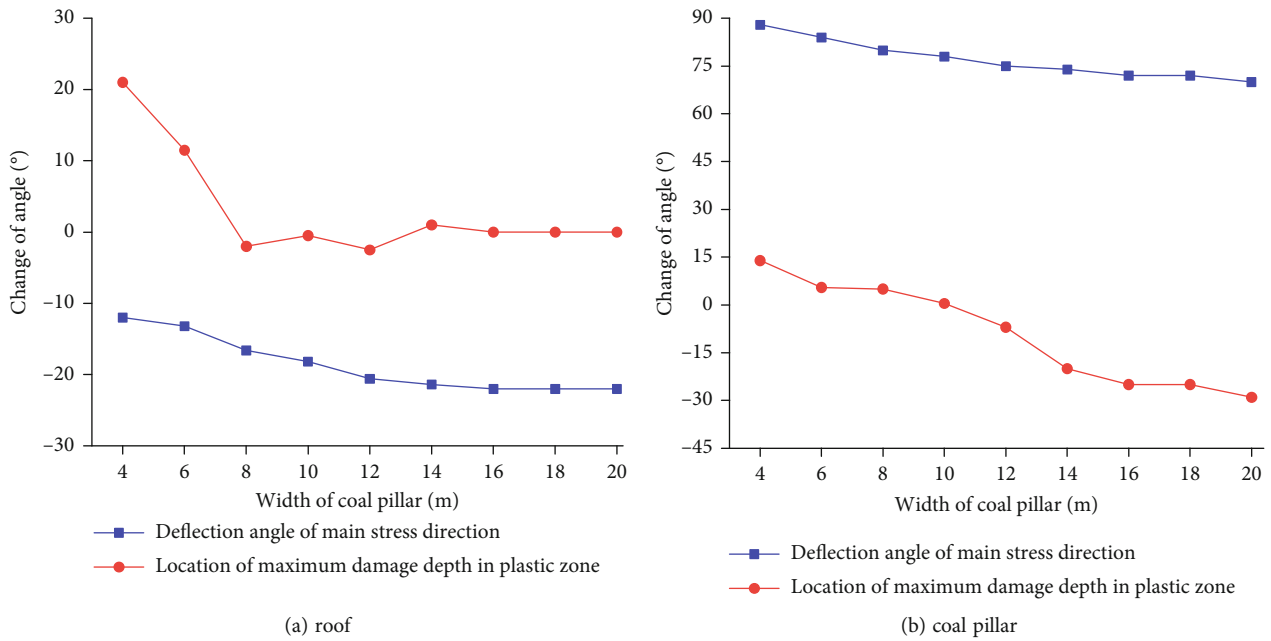 30
20
10
0
−10
−20
−30
Change of angle (°)
4 6 8 10 12 14 16 18 20
Width of coal pillar (m)
Deflection angle of main stress direction
Location of maximum damage depth in plastic zone
(a) roof
90
75
60
45
30
15
0
−15
−30
−45
Change of angle (°)
4 6 8 10 12 14 16 18 20
Width of coal pillar (m)
Deflection angle of main stress direction
Location of maximum damage depth in plastic zone
(b) coal pillar